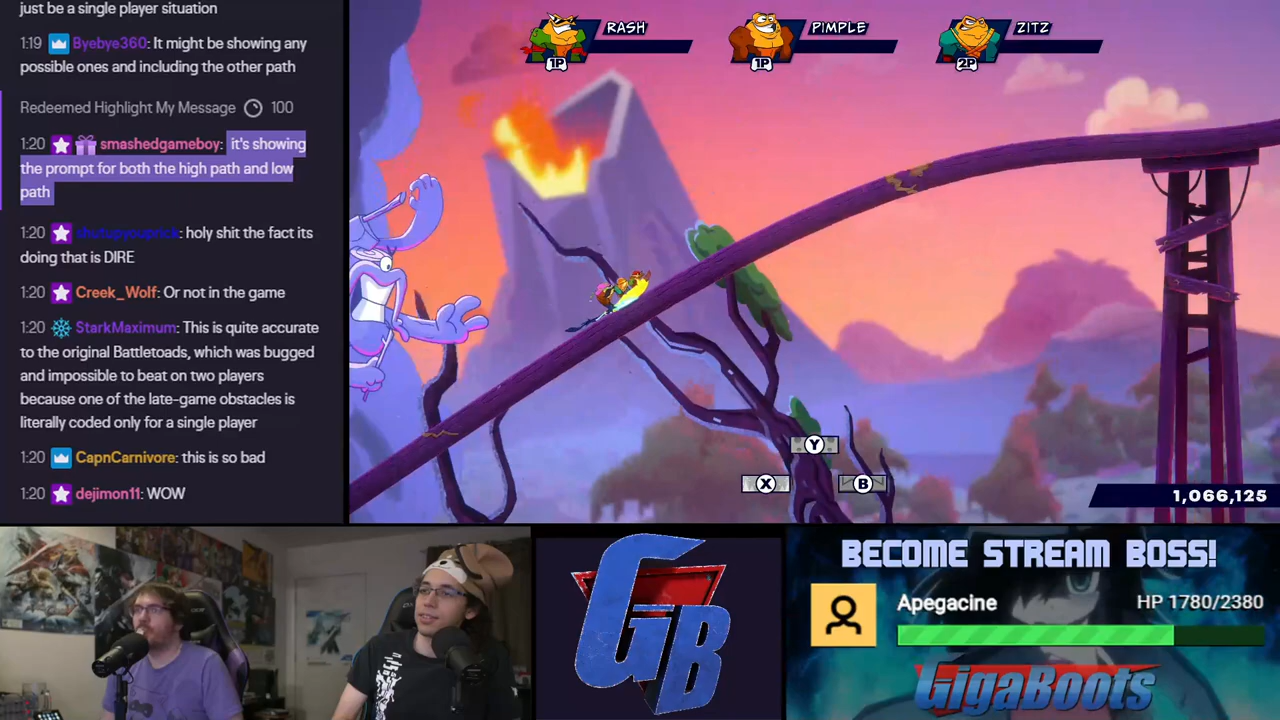 just be a single player situation
1:19 Byebye360: It might be showing any
possible ones and including the other path
Redeemed Highlight My Message 100
1:20 smashedgameboy: it's showing
the prompt for both the high path and low
path
1:20 shutupyouprick: holy shit the fact its
doing that is DIRE
1:20 Creek_Wolf: Or not in the game
1:20 StarkMaximum: This is quite accurate
to the original Battletoads, which was bugged
and impossible to beat on two players
because one of the late-game obstacles is
literally coded only for a single player
1:20 CapnCarnivore: this is so bad
1:20 dejimon11: WOW
RASH
1P
PIMPLE
1P
ZITZ
2P
Y
X
B
1,066,125
GB
BECOME STREAM BOSS!
Apegacine HP 1780/2380
GIGABOOTS